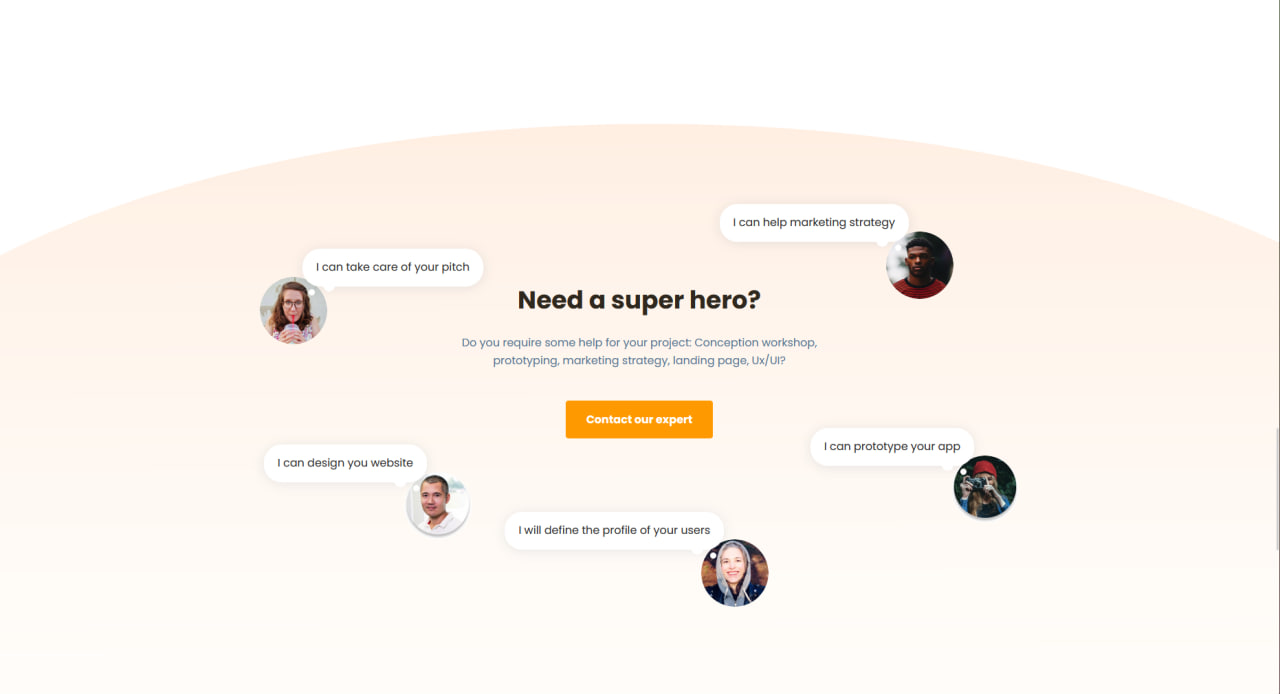 I can help marketing strategy
I can take care of your pitch
Need a super hero?
Do you require some help for your project: Conception workshop,
prototyping, marketing strategy, landing page, Ux/UI?
Contact our expert
I can prototype your app
I can design you website
I will define the profile of your users